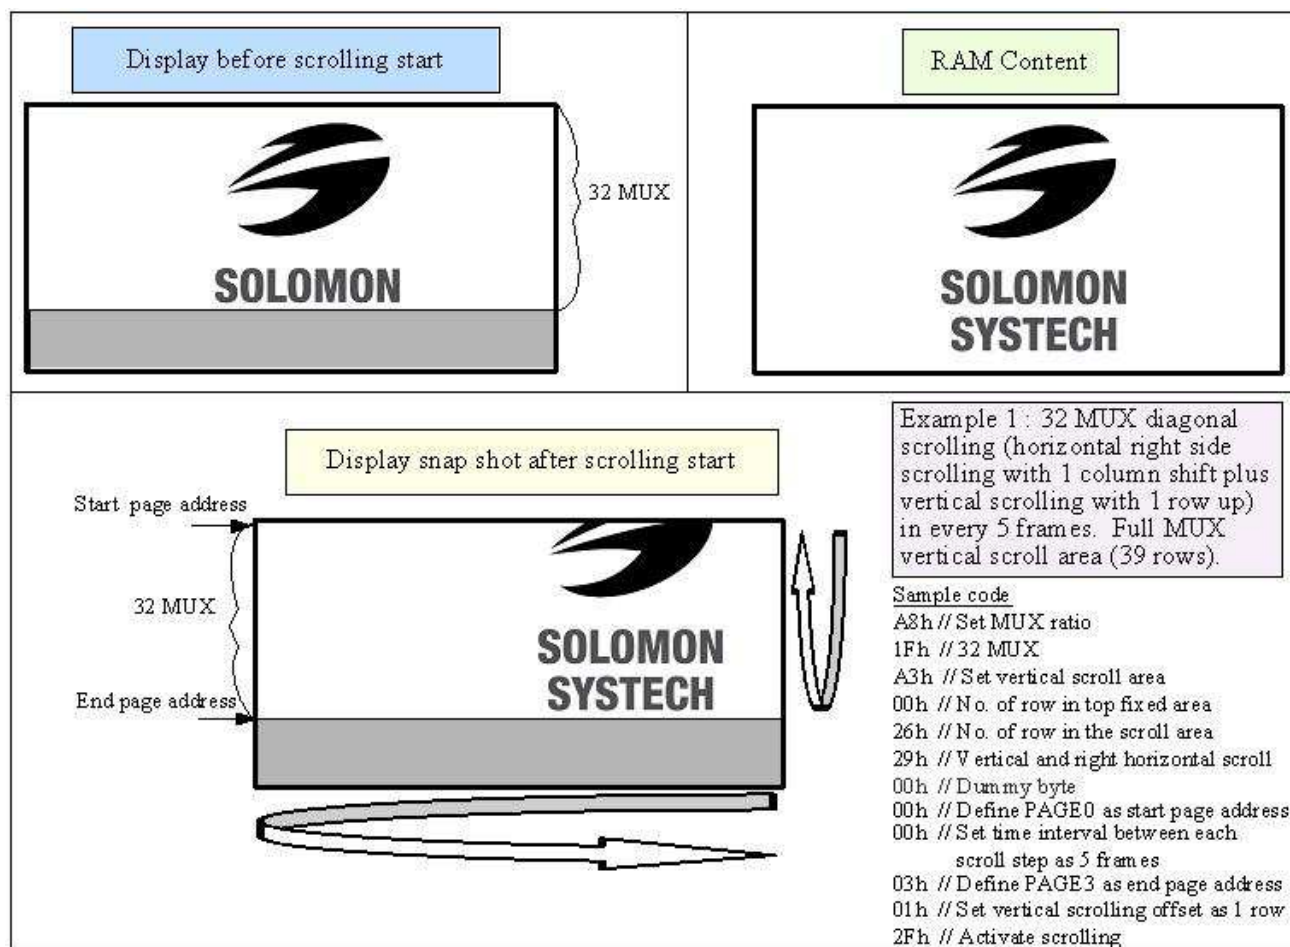 Display before scrolling start
RAM Content
32 MUX
SOLOMON
SOLOMON
SYSTECH
Display snap shot after scrolling start
Start page address
32 MUX
End page address
SOLOMON
SYSTECH
Example 1 : 32 MUX diagonal
scrolling (horizontal right side
scrolling with 1 column shift plus
vertical scrolling with 1 row up)
in every 5 frames. Full MUX
vertical scroll area (39 rows).
Sample code
A8h // Set MUX ratio
1Fh // 32 MUX
A3h // Set vertical scroll area
00h // No. of row in top fixed area
26h // No. of row in the scroll area
29h // Vertical and right horizontal scroll
00h // Dummy byte
00h // Define PAGE0 as start page address
00h // Set time interval between each
scroll step as 5 frames
03h // Define PAGE3 as end page address
01h // Set vertical scrolling offset as 1 row
2Fh // Activate scrolling